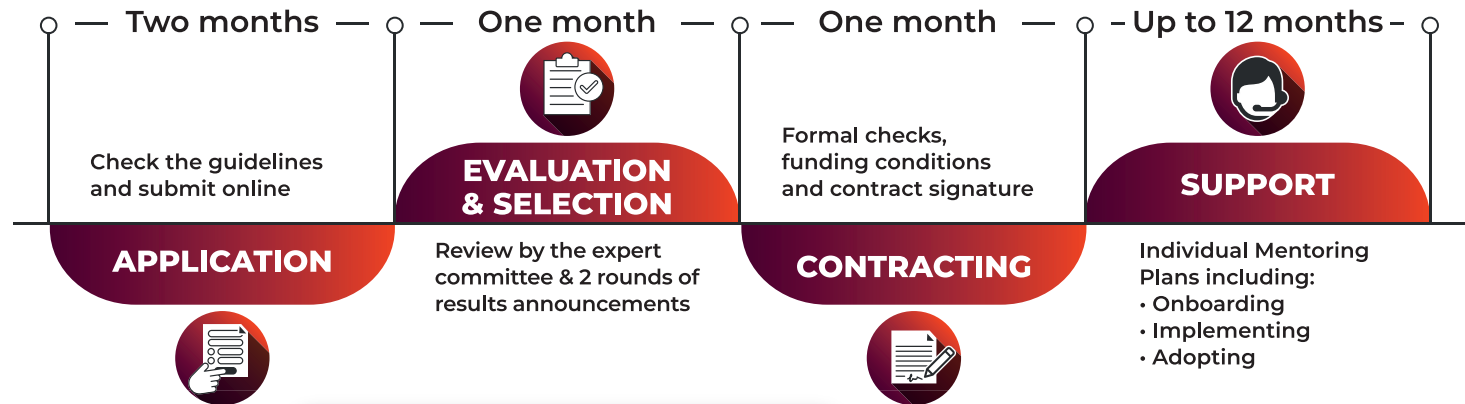 Two months
One month
One month
Up to 12 months
Check the guidelines
and submit online
APPLICATION
EVALUATION
& SELECTION
Review by the expert
committee & 2 rounds of
results announcements
Formal checks,
funding conditions
and contract signature
CONTRACTING
SUPPORT
Individual Mentoring
Plans including:
• Onboarding
• Implementing
• Adopting